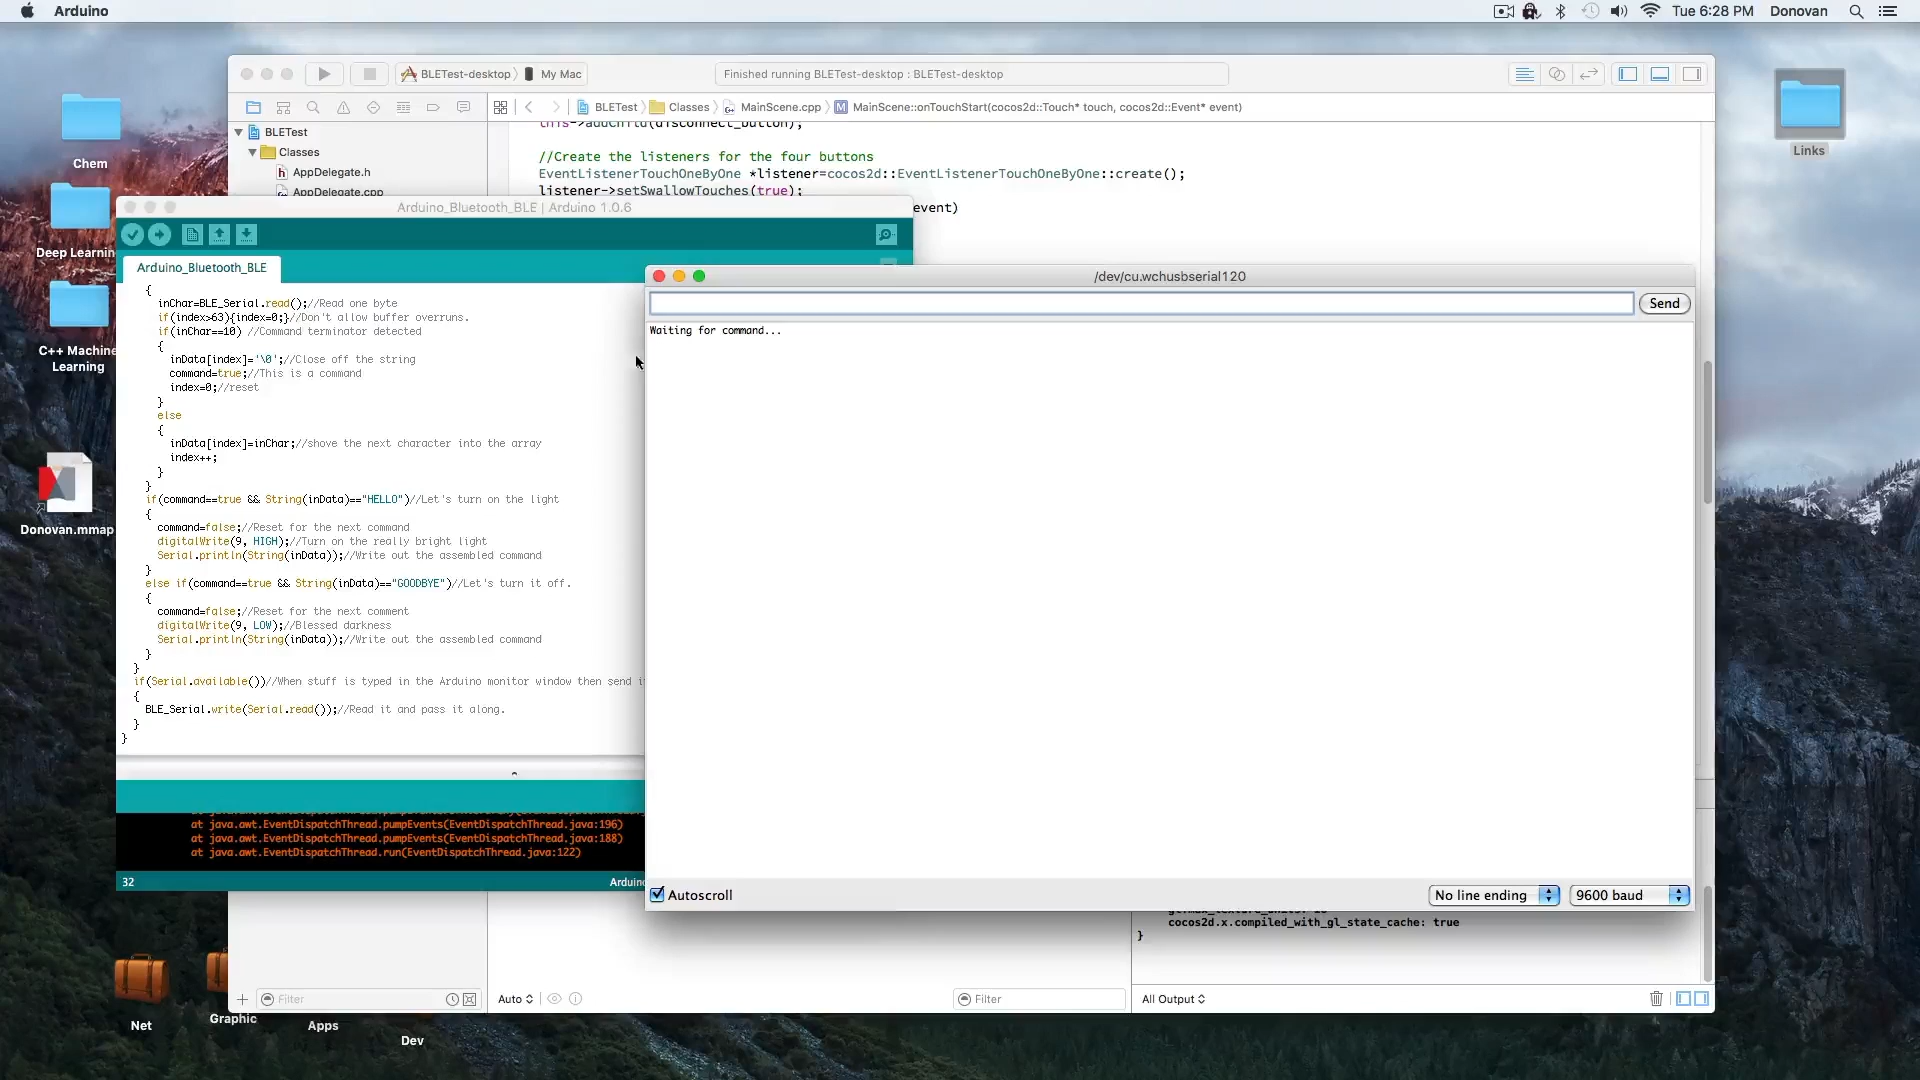 Arduino
Tue 6:28 PM Donovan
BLETest-desktop My Mac
Finished running BLETest-desktop : BLETest-desktop
BLETest Classes MainScene.cpp M MainScene::onTouchStart(cocos2d::Touch* touch, cocos2d::Event* event)
BLETest
Classes
h AppDelegate.h
AppDelegate.cpp
this->addChild(disconnect_button);
//Create the listeners for the four buttons
EventListenerTouchOneByOne *listener=cocos2d::EventListenerTouchOneByOne::create();
listener->setSwallowTouches(true);
event)
Chem
Deep Learnin
C++ Machine
Learning
Donovan.mmap
Links
Arduino_Bluetooth_BLE | Arduino 1.0.6
Arduino_Bluetooth_BLE
{
inChar=BLE_Serial.read();//Read one byte
if(index>63){index=0;}//Don't allow buffer overruns.
if(inChar==10) //Command terminator detected
{
inData[index]='\0';//Close off the string
command=true;//This is a command
index=0;//reset
}
else
{
inData[index]=inChar;//shove the next character into the array
index++;
}
}
if(command==true && String(inData)=="HELLO")//Let's turn on the light
{
command=false;//Reset for the next command
digitalWrite(9, HIGH);//Turn on the really bright light
Serial.println(String(inData));//Write out the assembled command
}
else if(command==true && String(inData)=="GOODBYE")//Let's turn it off.
{
command=false;//Reset for the next comment
digitalWrite(9, LOW);//Blessed darkness
Serial.println(String(inData));//Write out the assembled command
}
}
if(Serial.available())//When stuff is typed in the Arduino monitor window then send i
{
BLE_Serial.write(Serial.read());//Read it and pass it along.
}
}
at java.awt.EventDispatchThread.pumpEvents(EventDispatchThread.java:196)
at java.awt.EventDispatchThread.pumpEvents(EventDispatchThread.java:188)
at java.awt.EventDispatchThread.run(EventDispatchThread.java:122)
32 Arduino
/dev/cu.wchusbserial120
Send
Waiting for command...
Autoscroll
No line ending
9600 baud
cocos2d.x.compiled_with_gl_state_cache: true
}
Filter
Auto
Filter
All Output
Net
Graphic
Apps
Dev